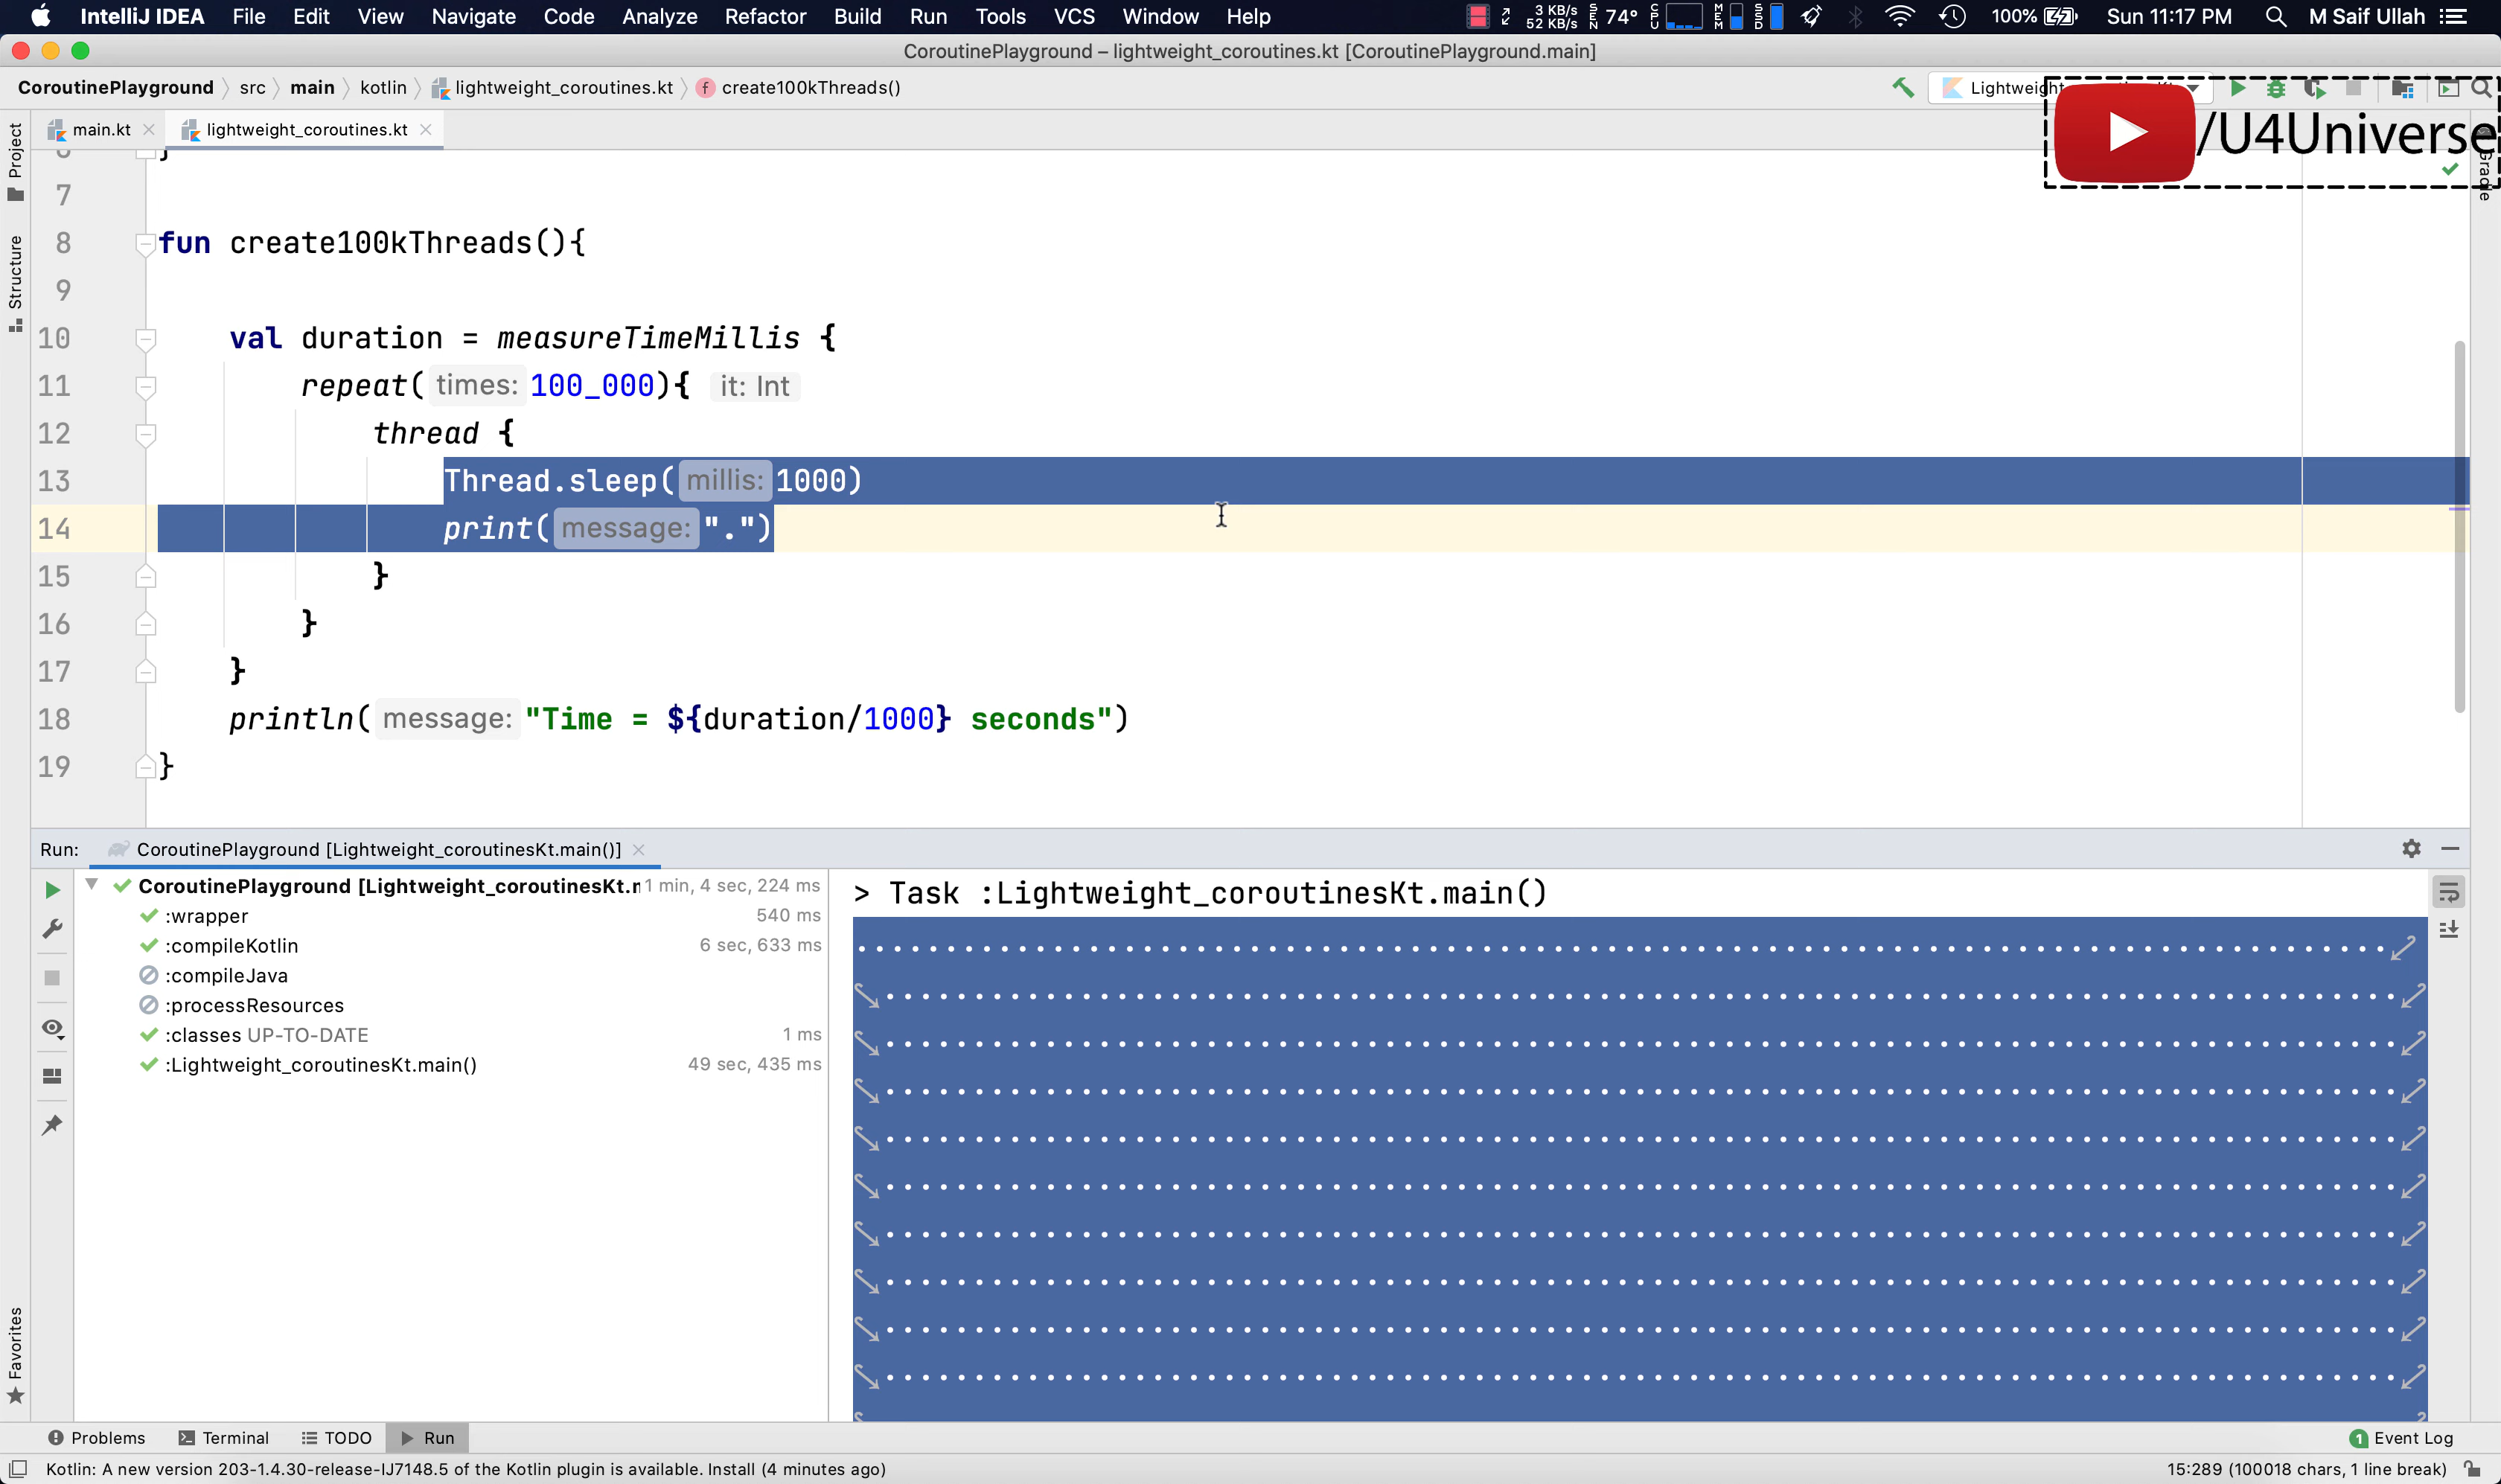 IntelliJ IDEA File Edit View Navigate Code Analyze Refactor Build Run Tools VCS Window Help 3 KB/s 52 KB/s SEN 74° CPU MEM SSD 100% Sun 11:17 PM M Saif Ullah
CoroutinePlayground – lightweight_coroutines.kt [CoroutinePlayground.main]
CoroutinePlayground src main kotlin lightweight_coroutines.kt f create100kThreads() Lightweight
/U4Universe
main.kt lightweight_coroutines.kt
Project
Structure
Favorites
Gradle
6 }
7
8 fun create100kThreads(){
9
10 val duration = measureTimeMillis {
11 repeat( times: 100_000){ it: Int
12 thread {
13 Thread.sleep( millis: 1000)
14 print( message: ".")
15 }
16 }
17 }
18 println( message: "Time = ${duration/1000} seconds")
19 }
Run: CoroutinePlayground [Lightweight_coroutinesKt.main()]
CoroutinePlayground [Lightweight_coroutinesKt.r 1 min, 4 sec, 224 ms
:wrapper 540 ms
:compileKotlin 6 sec, 633 ms
:compileJava
:processResources
:classes UP-TO-DATE 1 ms
:Lightweight_coroutinesKt.main() 49 sec, 435 ms
> Task :Lightweight_coroutinesKt.main()
Problems Terminal TODO Run 1 Event Log
Kotlin: A new version 203-1.4.30-release-IJ7148.5 of the Kotlin plugin is available. Install (4 minutes ago) 15:289 (100018 chars, 1 line break)